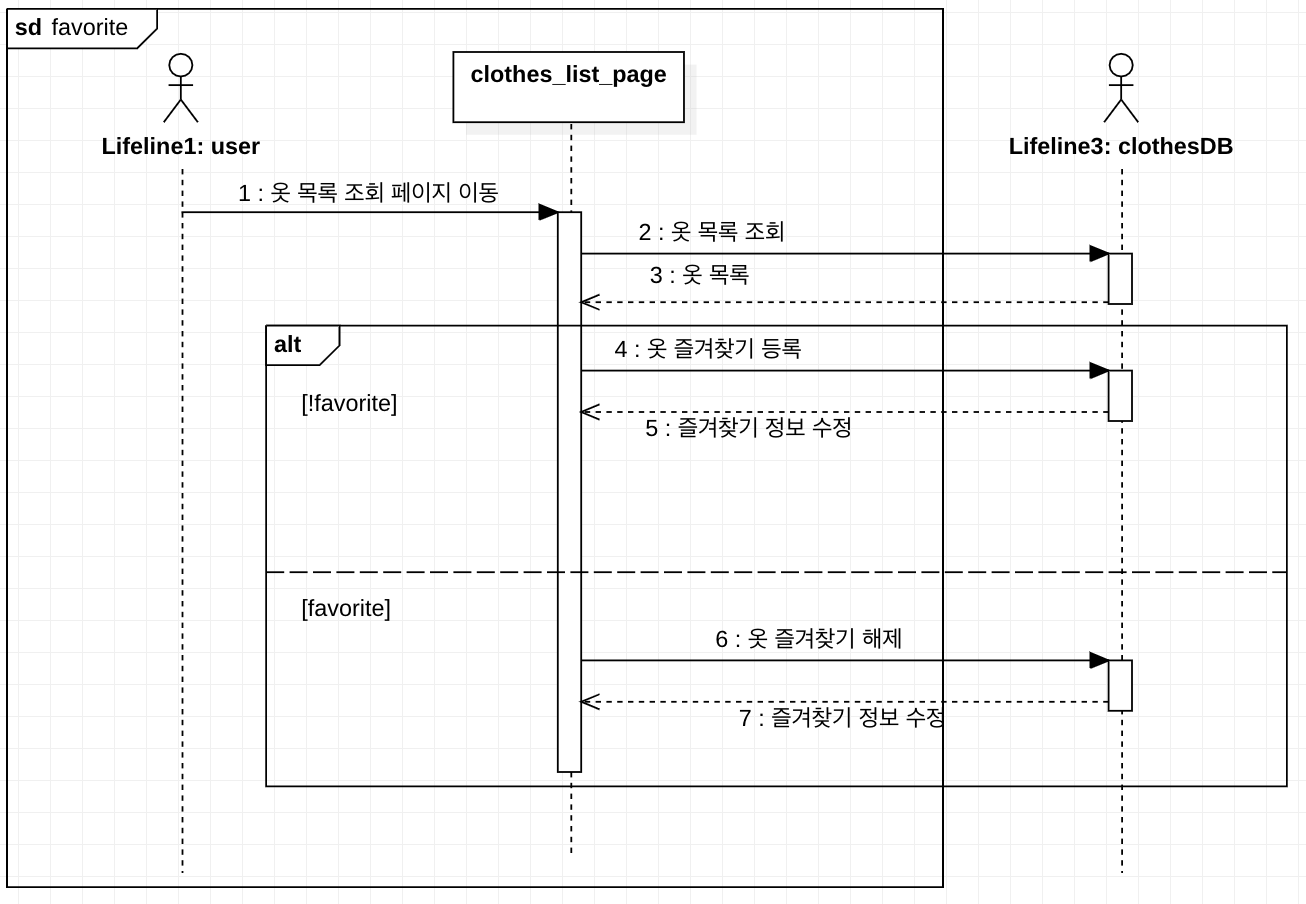 sd favorite
clothes_list_page
Lifeline1: user
Lifeline3: clothesDB
1 : 옷 목록 조회 페이지 이동
2 : 옷 목록 조회
3 : 옷 목록
alt
4 : 옷 즐겨찾기 등록
[!favorite]
5 : 즐겨찾기 정보 수정
[favorite]
6 : 옷 즐겨찾기 해제
7 : 즐겨찾기 정보 수정